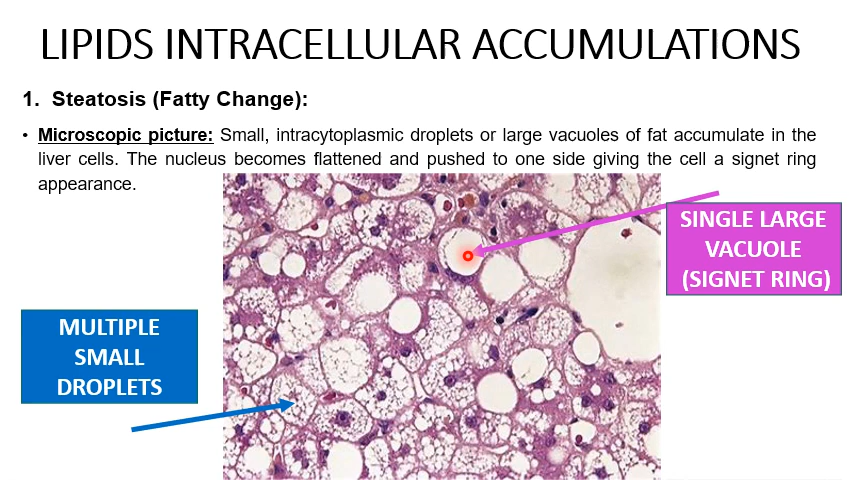 LIPIDS INTRACELLULAR ACCUMULATIONS
1. Steatosis (Fatty Change):
• Microscopic picture: Small, intracytoplasmic droplets or large vacuoles of fat accumulate in the
liver cells. The nucleus becomes flattened and pushed to one side giving the cell a signet ring
appearance.
SINGLE LARGE
VACUOLE
(SIGNET RING)
MULTIPLE
SMALL
DROPLETS